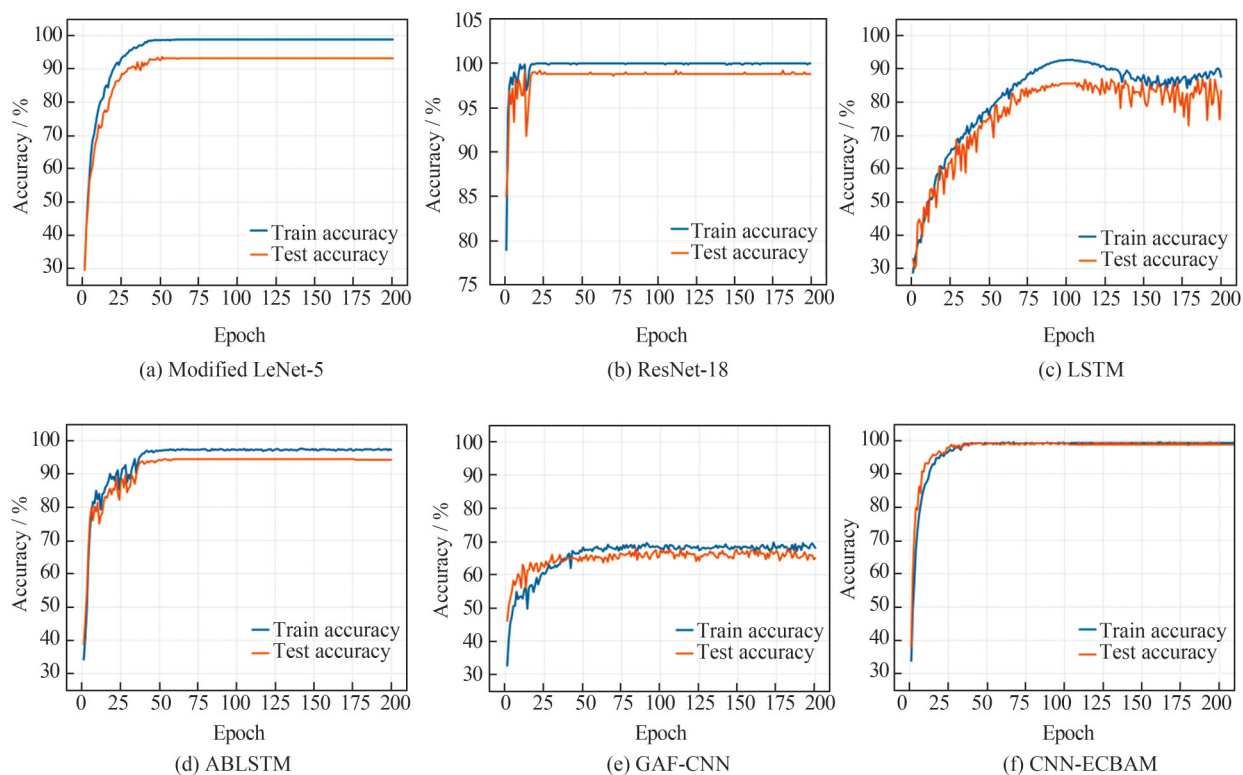 100
90
80
70
60
50
40
30
Accuracy / %
Train accuracy
Test accuracy
0 25 50 75 100 125 150 175 200
Epoch
(a) Modified LeNet-5
105
100
95
90
85
80
75
Accuracy / %
Train accuracy
Test accuracy
0 25 50 75 100 125 150 175 200
Epoch
(b) ResNet-18
100
90
80
70
60
50
40
30
Accuracy / %
Train accuracy
Test accuracy
0 25 50 75 100 125 150 175 200
Epoch
(c) LSTM
100
90
80
70
60
50
40
30
Accuracy / %
Train accuracy
Test accuracy
0 25 50 75 100 125 150 175 200
Epoch
(d) ABLSTM
100
90
80
70
60
50
40
30
Accuracy / %
Train accuracy
Test accuracy
0 25 50 75 100 125 150 175 200
Epoch
(e) GAF-CNN
100
90
80
70
60
50
40
30
Accuracy
Train accuracy
Test accuracy
0 25 50 75 100 125 150 175 200
Epoch
(f) CNN-ECBAM